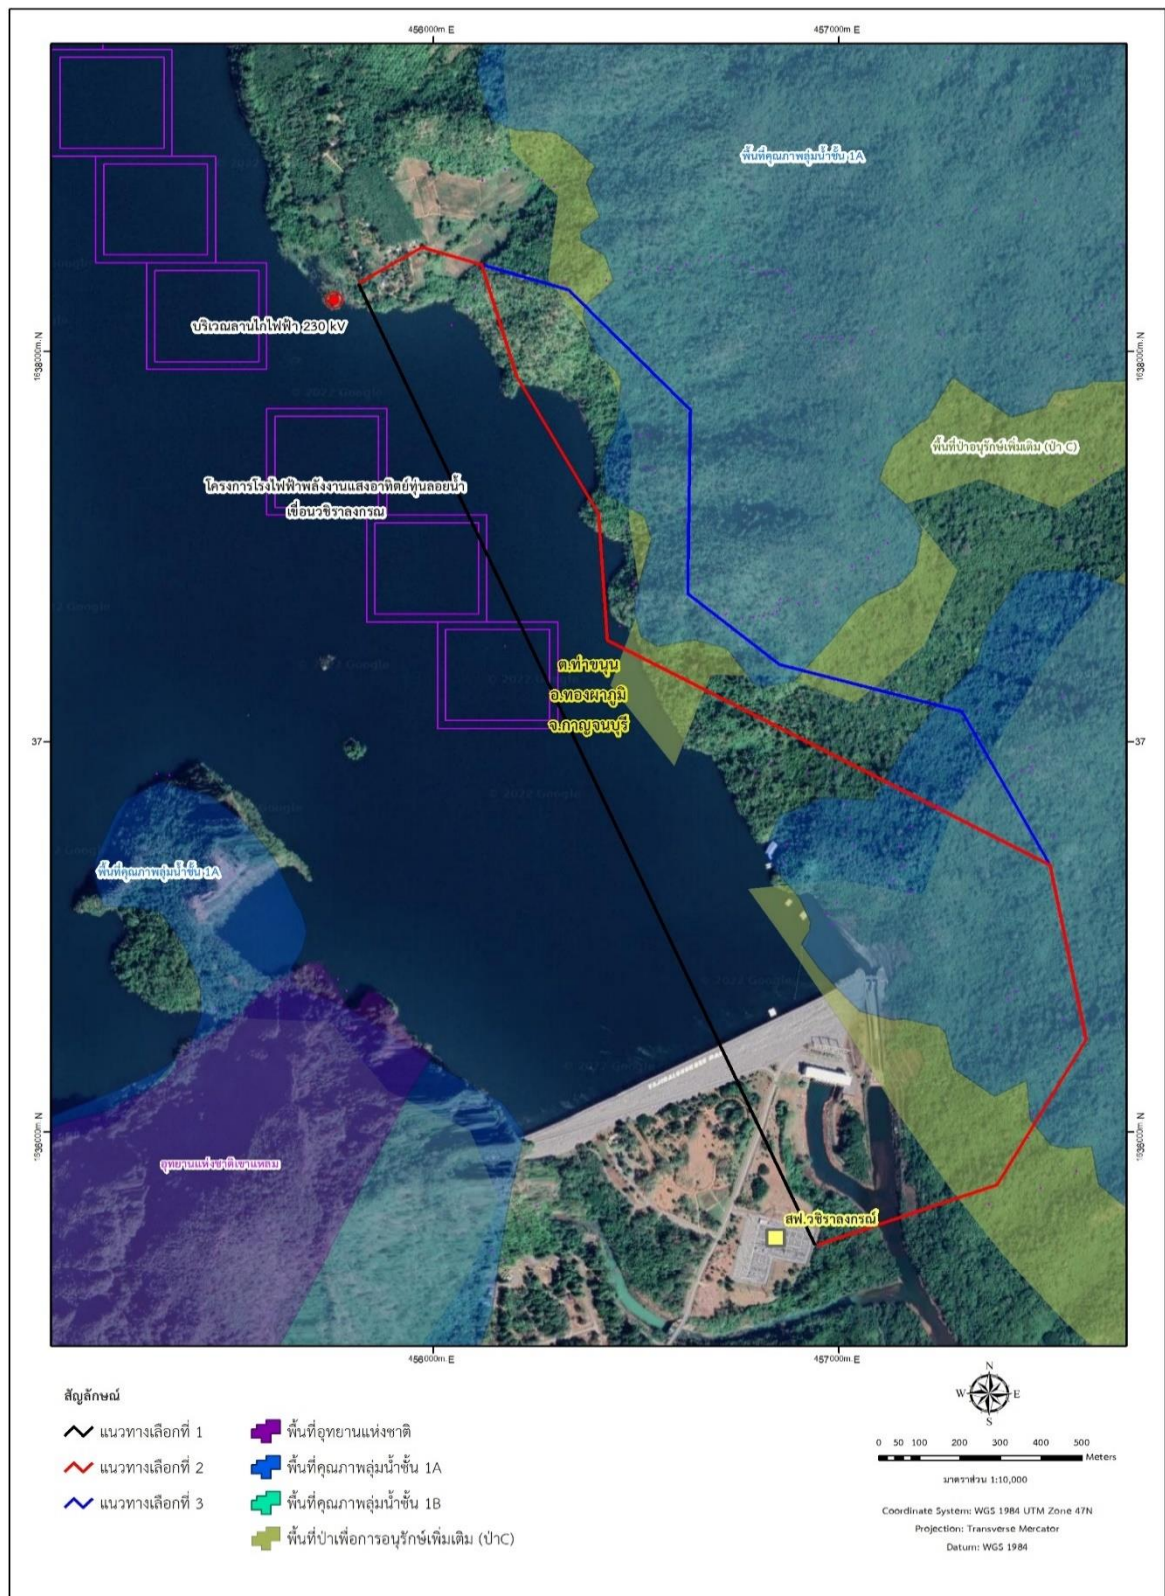 456000m. E
457000m. E
พื้นที่คุณภาพลุ่มน้ำชั้น 1A
บริเวณลานไกไฟฟ้า 230 kV
1638000m. N
1638000m. N
© 2022 Google
พื้นที่ป่าอนุรักษ์เพิ่มเติม (ป่า C)
โครงการโรงไฟฟ้าพลังงานแสงอาทิตย์ทุ่นลอยน้ำ
เขื่อนวชิราลงกรณ
ต.ท่าขนุน
อ.ทองผาภูมิ
จ.กาญจนบุรี
© 2022 Google
37
37
© 2022 Google
พื้นที่คุณภาพลุ่มน้ำชั้น 1A
© 2022 Google
© 2022 Google
1636000m. N
1636000m. N
อุทยานแห่งชาติเขาแหลม
สฟ.วชิราลงกรณ์
456000m. E
457000m. E
สัญลักษณ์
แนวทางเลือกที่ 1
แนวทางเลือกที่ 2
แนวทางเลือกที่ 3
พื้นที่อุทยานแห่งชาติ
พื้นที่คุณภาพลุ่มน้ำชั้น 1A
พื้นที่คุณภาพลุ่มน้ำชั้น 1B
พื้นที่ป่าเพื่อการอนุรักษ์เพิ่มเติม (ป่าC)
N
W E
S
0 50 100 200 300 400 500
Meters
มาตราส่วน 1:10,000
Coordinate System: WGS 1984 UTM Zone 47N
Projection: Transverse Mercator
Datum: WGS 1984